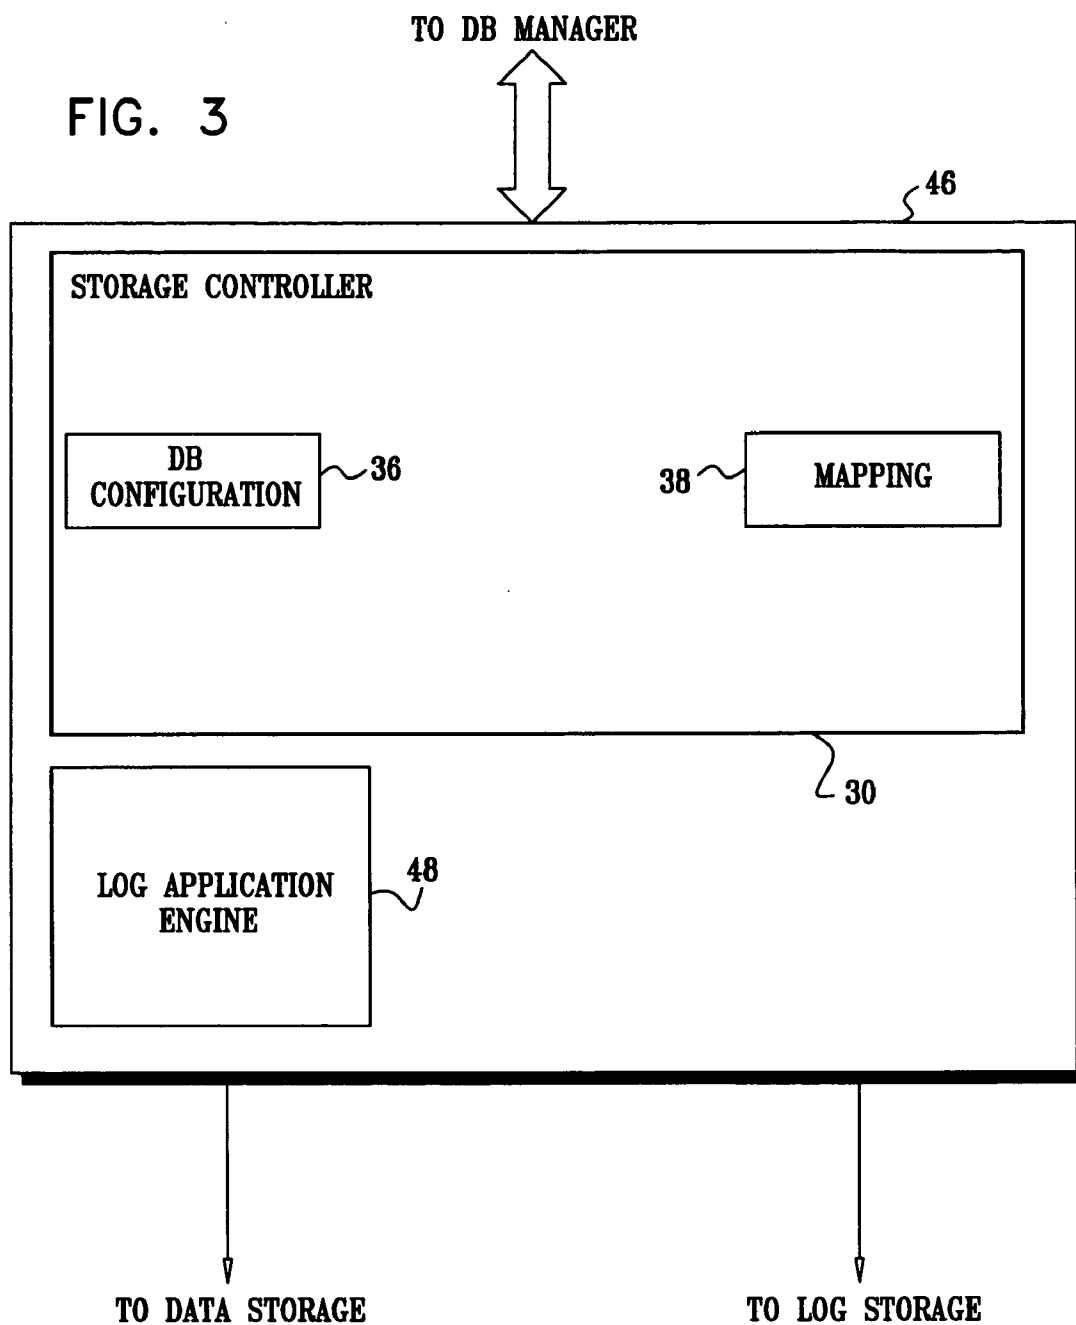 TO DB MANAGER
FIG. 3
46
STORAGE CONTROLLER
DB
CONFIGURATION
36
38
MAPPING
30
LOG APPLICATION
ENGINE
48
TO DATA STORAGE
TO LOG STORAGE